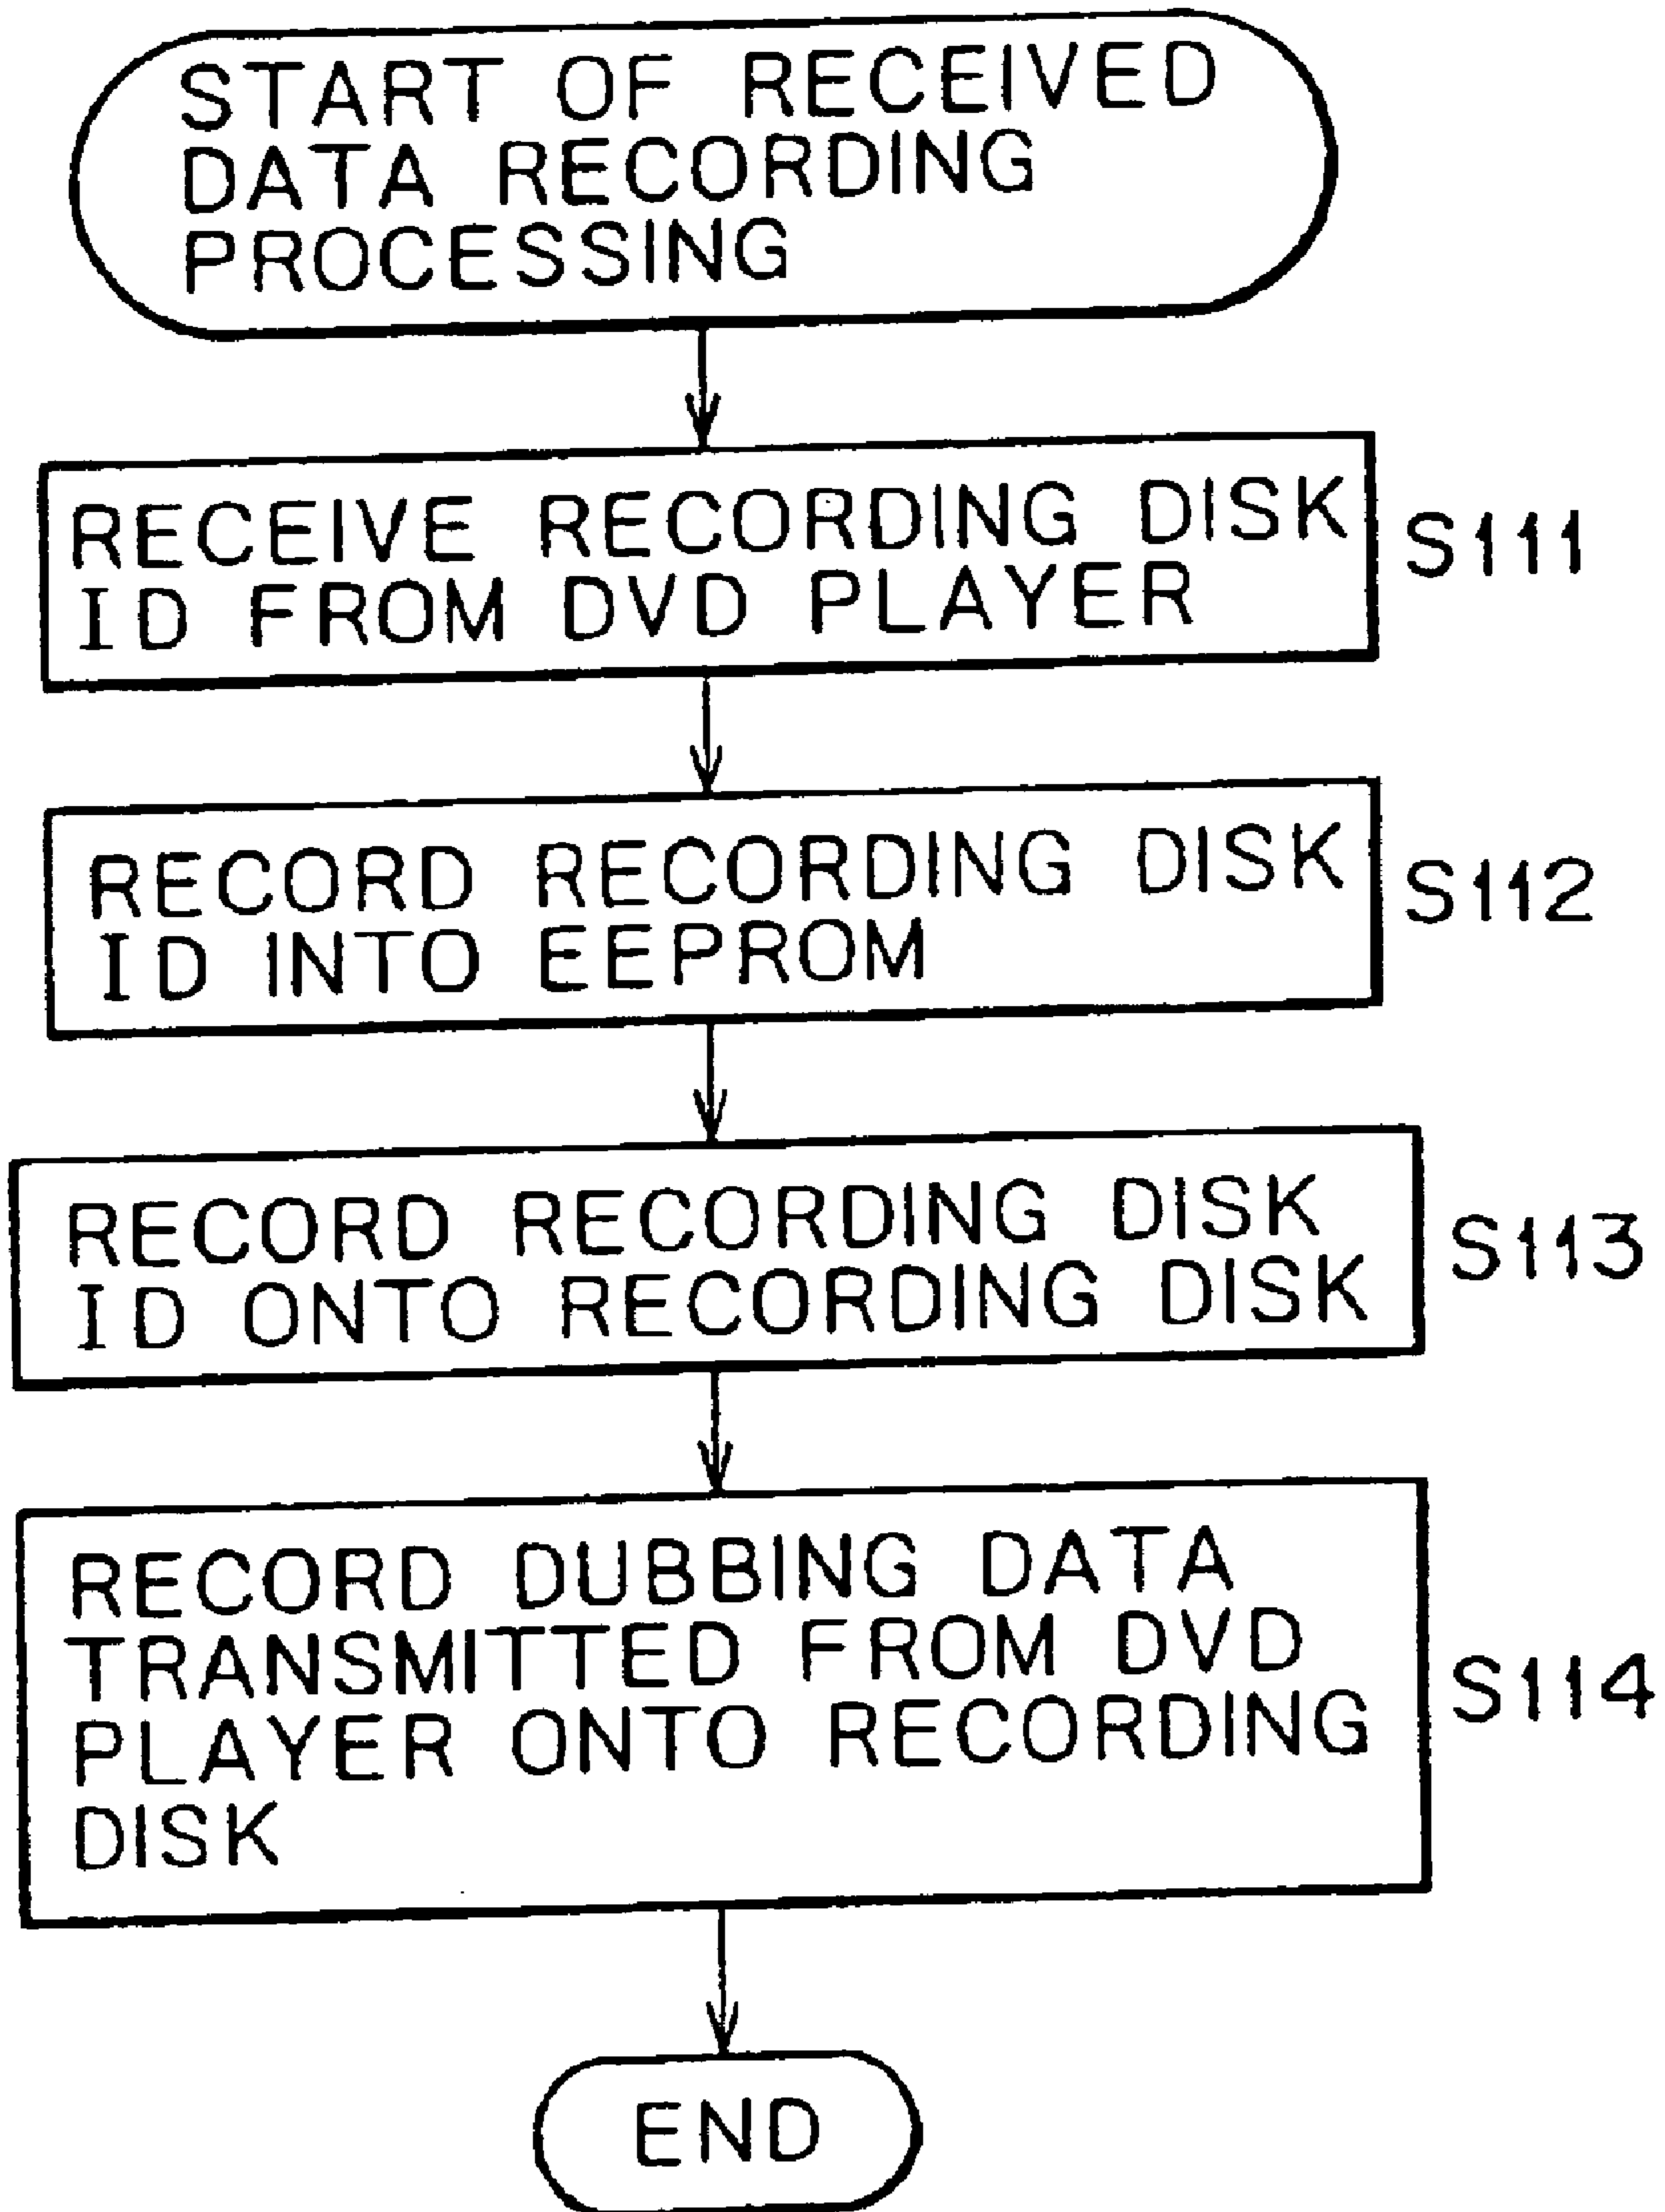 START OF RECEIVED
DATA RECORDING
PROCESSING
RECEIVE RECORDING DISK
ID FROM DVD PLAYER
S111
RECORD RECORDING DISK
ID INTO EEPROM
S112
RECORD RECORDING DISK
ID ONTO RECORDING DISK
S113
RECORD DUBBING DATA
TRANSMITTED FROM DVD
PLAYER ONTO RECORDING
DISK
S114
END